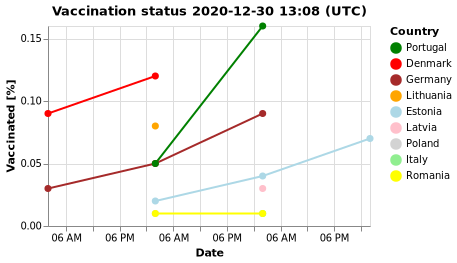 Vaccination status 2020-12-30 13:08 (UTC)
Country
Portugal
Denmark
Germany
Lithuania
Estonia
Latvia
Poland
Italy
Romania
Vaccinated [%]
0.15
0.10
0.05
0.00
06 AM 06 PM 06 AM 06 PM 06 AM 06 PM
Date